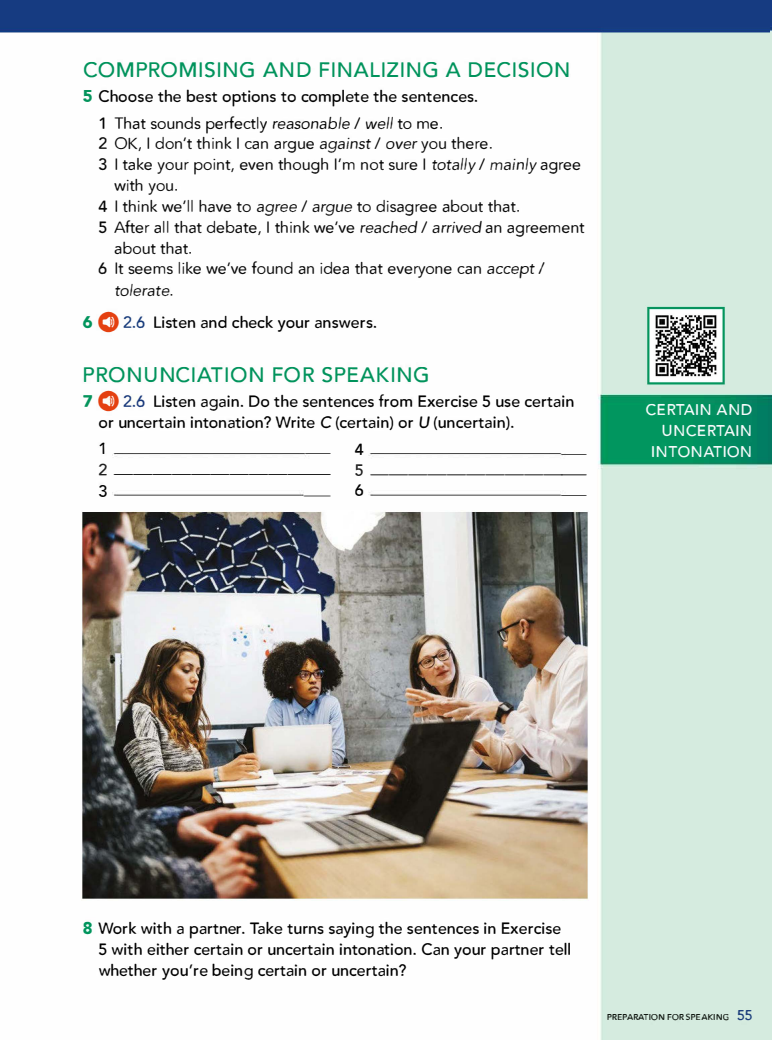 COMPROMISING AND FINALIZING A DECISION
5 Choose the best options to complete the sentences.
1 That sounds perfectly reasonable / well to me.
2 OK, I don't think I can argue against / over you there.
3 I take your point, even though I'm not sure I totally / mainly agree
with you.
4 I think we'll have to agree / argue to disagree about that.
5 After all that debate, I think we've reached / arrived an agreement
about that.
6 It seems like we've found an idea that everyone can accept /
tolerate.
6 2.6 Listen and check your answers.
PRONUNCIATION FOR SPEAKING
7 2.6 Listen again. Do the sentences from Exercise 5 use certain
or uncertain intonation? Write C (certain) or U (uncertain).
1 ____ 4 ____
2 ____ 5 ____
3 ____ 6 ____
CERTAIN AND
UNCERTAIN
INTONATION
8 Work with a partner. Take turns saying the sentences in Exercise
5 with either certain or uncertain intonation. Can your partner tell
whether you're being certain or uncertain?
PREPARATION FOR SPEAKING 55